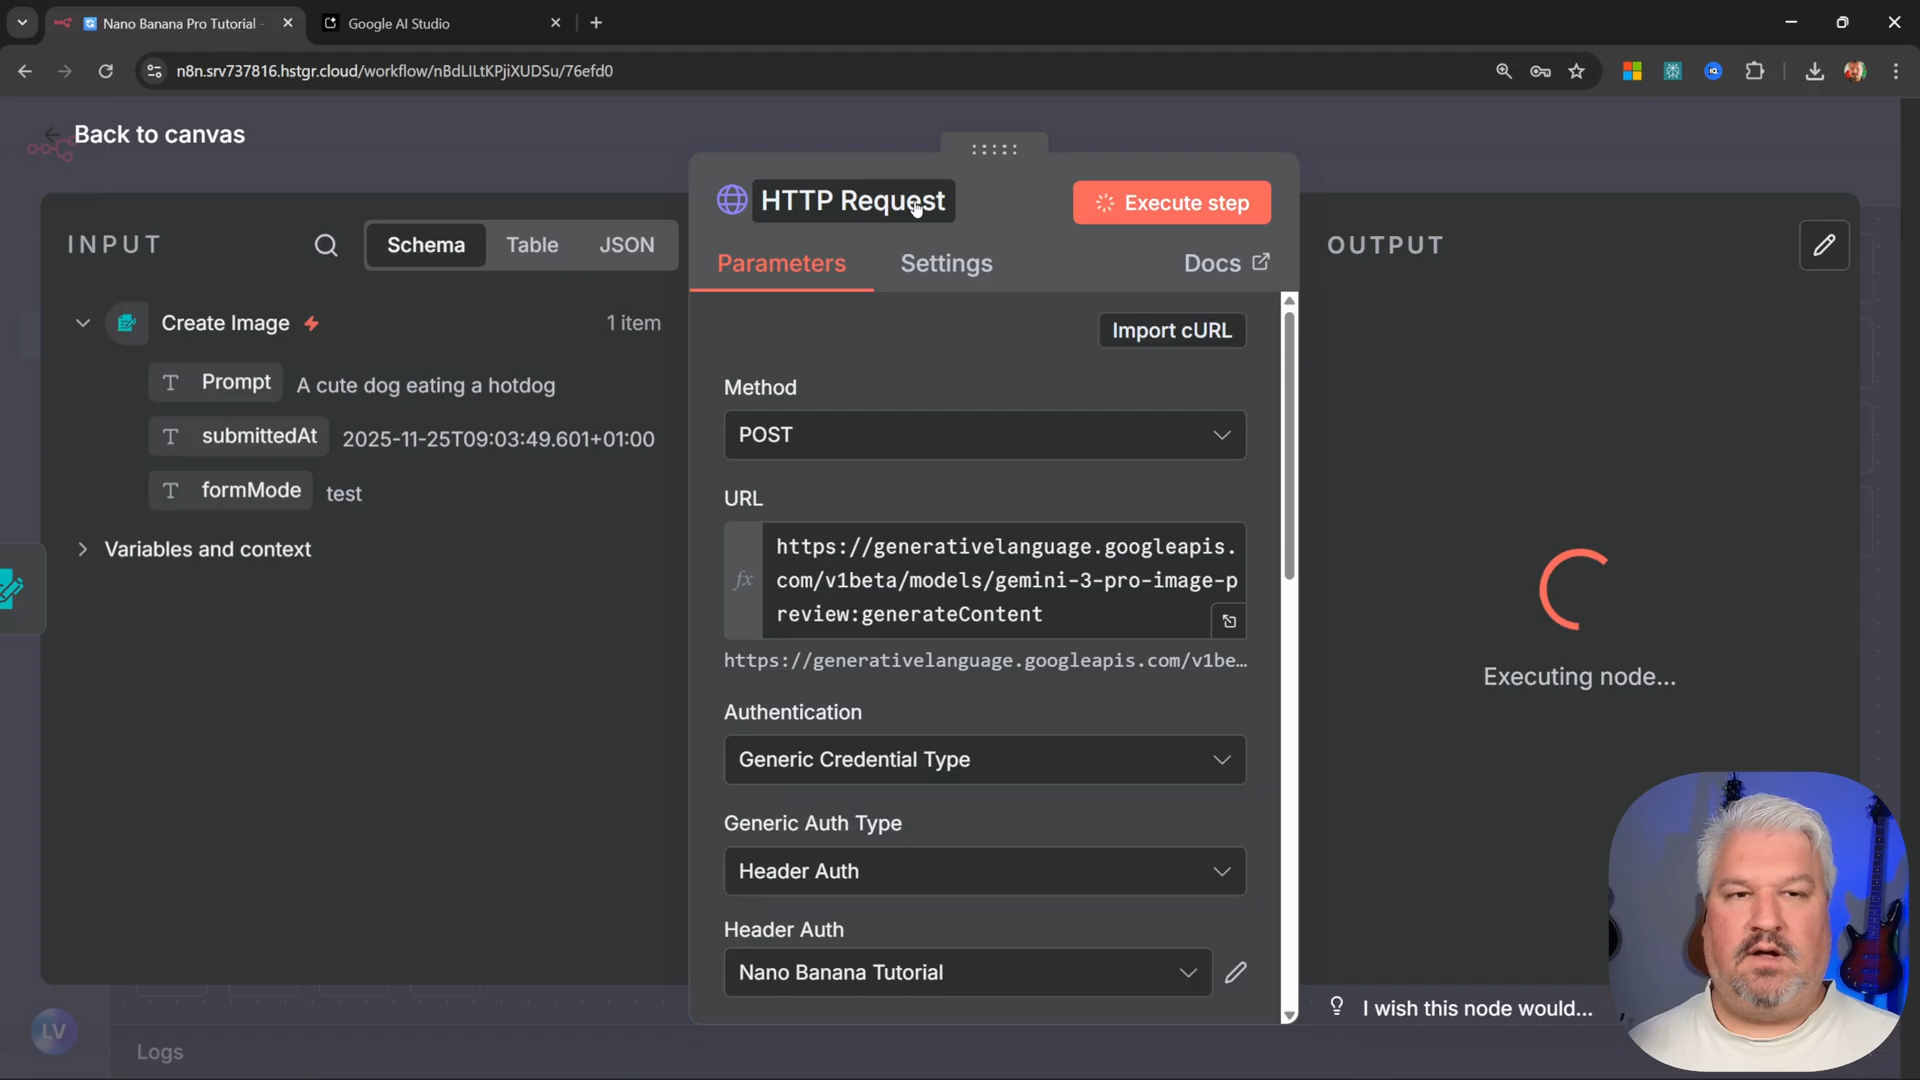 Nano Banana Pro Tutorial -
Google AI Studio
n8n.srv737816.hstgr.cloud/workflow/nBdLILtKPjiXUDSu/76efd0
Back to canvas
INPUT
Schema
Table
JSON
Create Image
1 item
T Prompt A cute dog eating a hotdog
T submittedAt 2025-11-25T09:03:49.601+01:00
T formMode test
Variables and context
HTTP Request
Execute step
Parameters
Settings
Docs
Import cURL
Method
POST
URL
fx
https://generativelanguage.googleapis.
com/v1beta/models/gemini-3-pro-image-p
review:generateContent
https://generativelanguage.googleapis.com/v1be...
Authentication
Generic Credential Type
Generic Auth Type
Header Auth
Header Auth
Nano Banana Tutorial
OUTPUT
Executing node...
I wish this node would...
LV
Logs